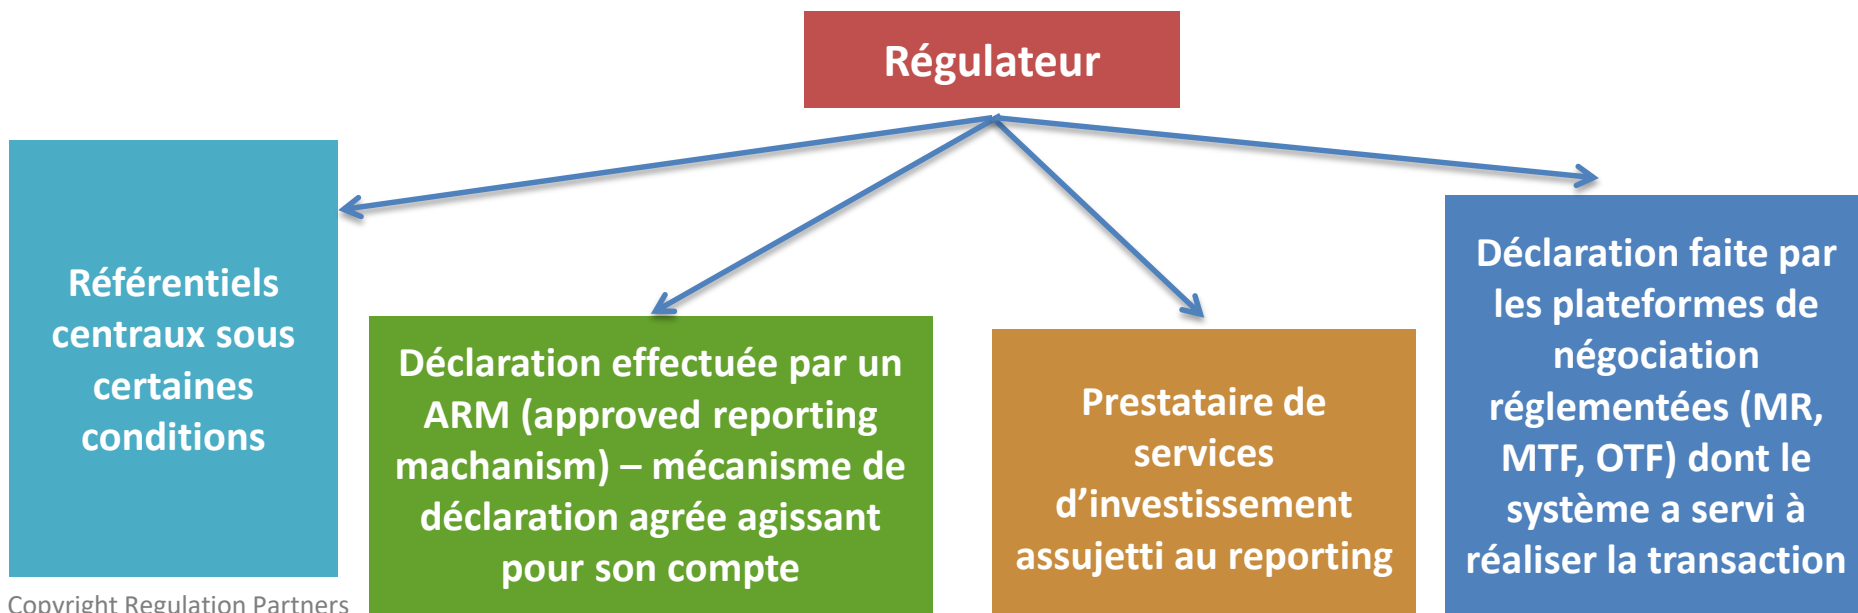 Régulateur
Référentiels
centraux sous
certaines
conditions
Déclaration effectuée par un
ARM (approved reporting
machanism) – mécanisme de
déclaration agrée agissant
pour son compte
Prestataire de
services
d’investissement
assujetti au reporting
Déclaration faite par
les plateformes de
négociation
réglementées (MR,
MTF, OTF) dont le
système a servi à
réaliser la transaction
Copyright Regulation Partners